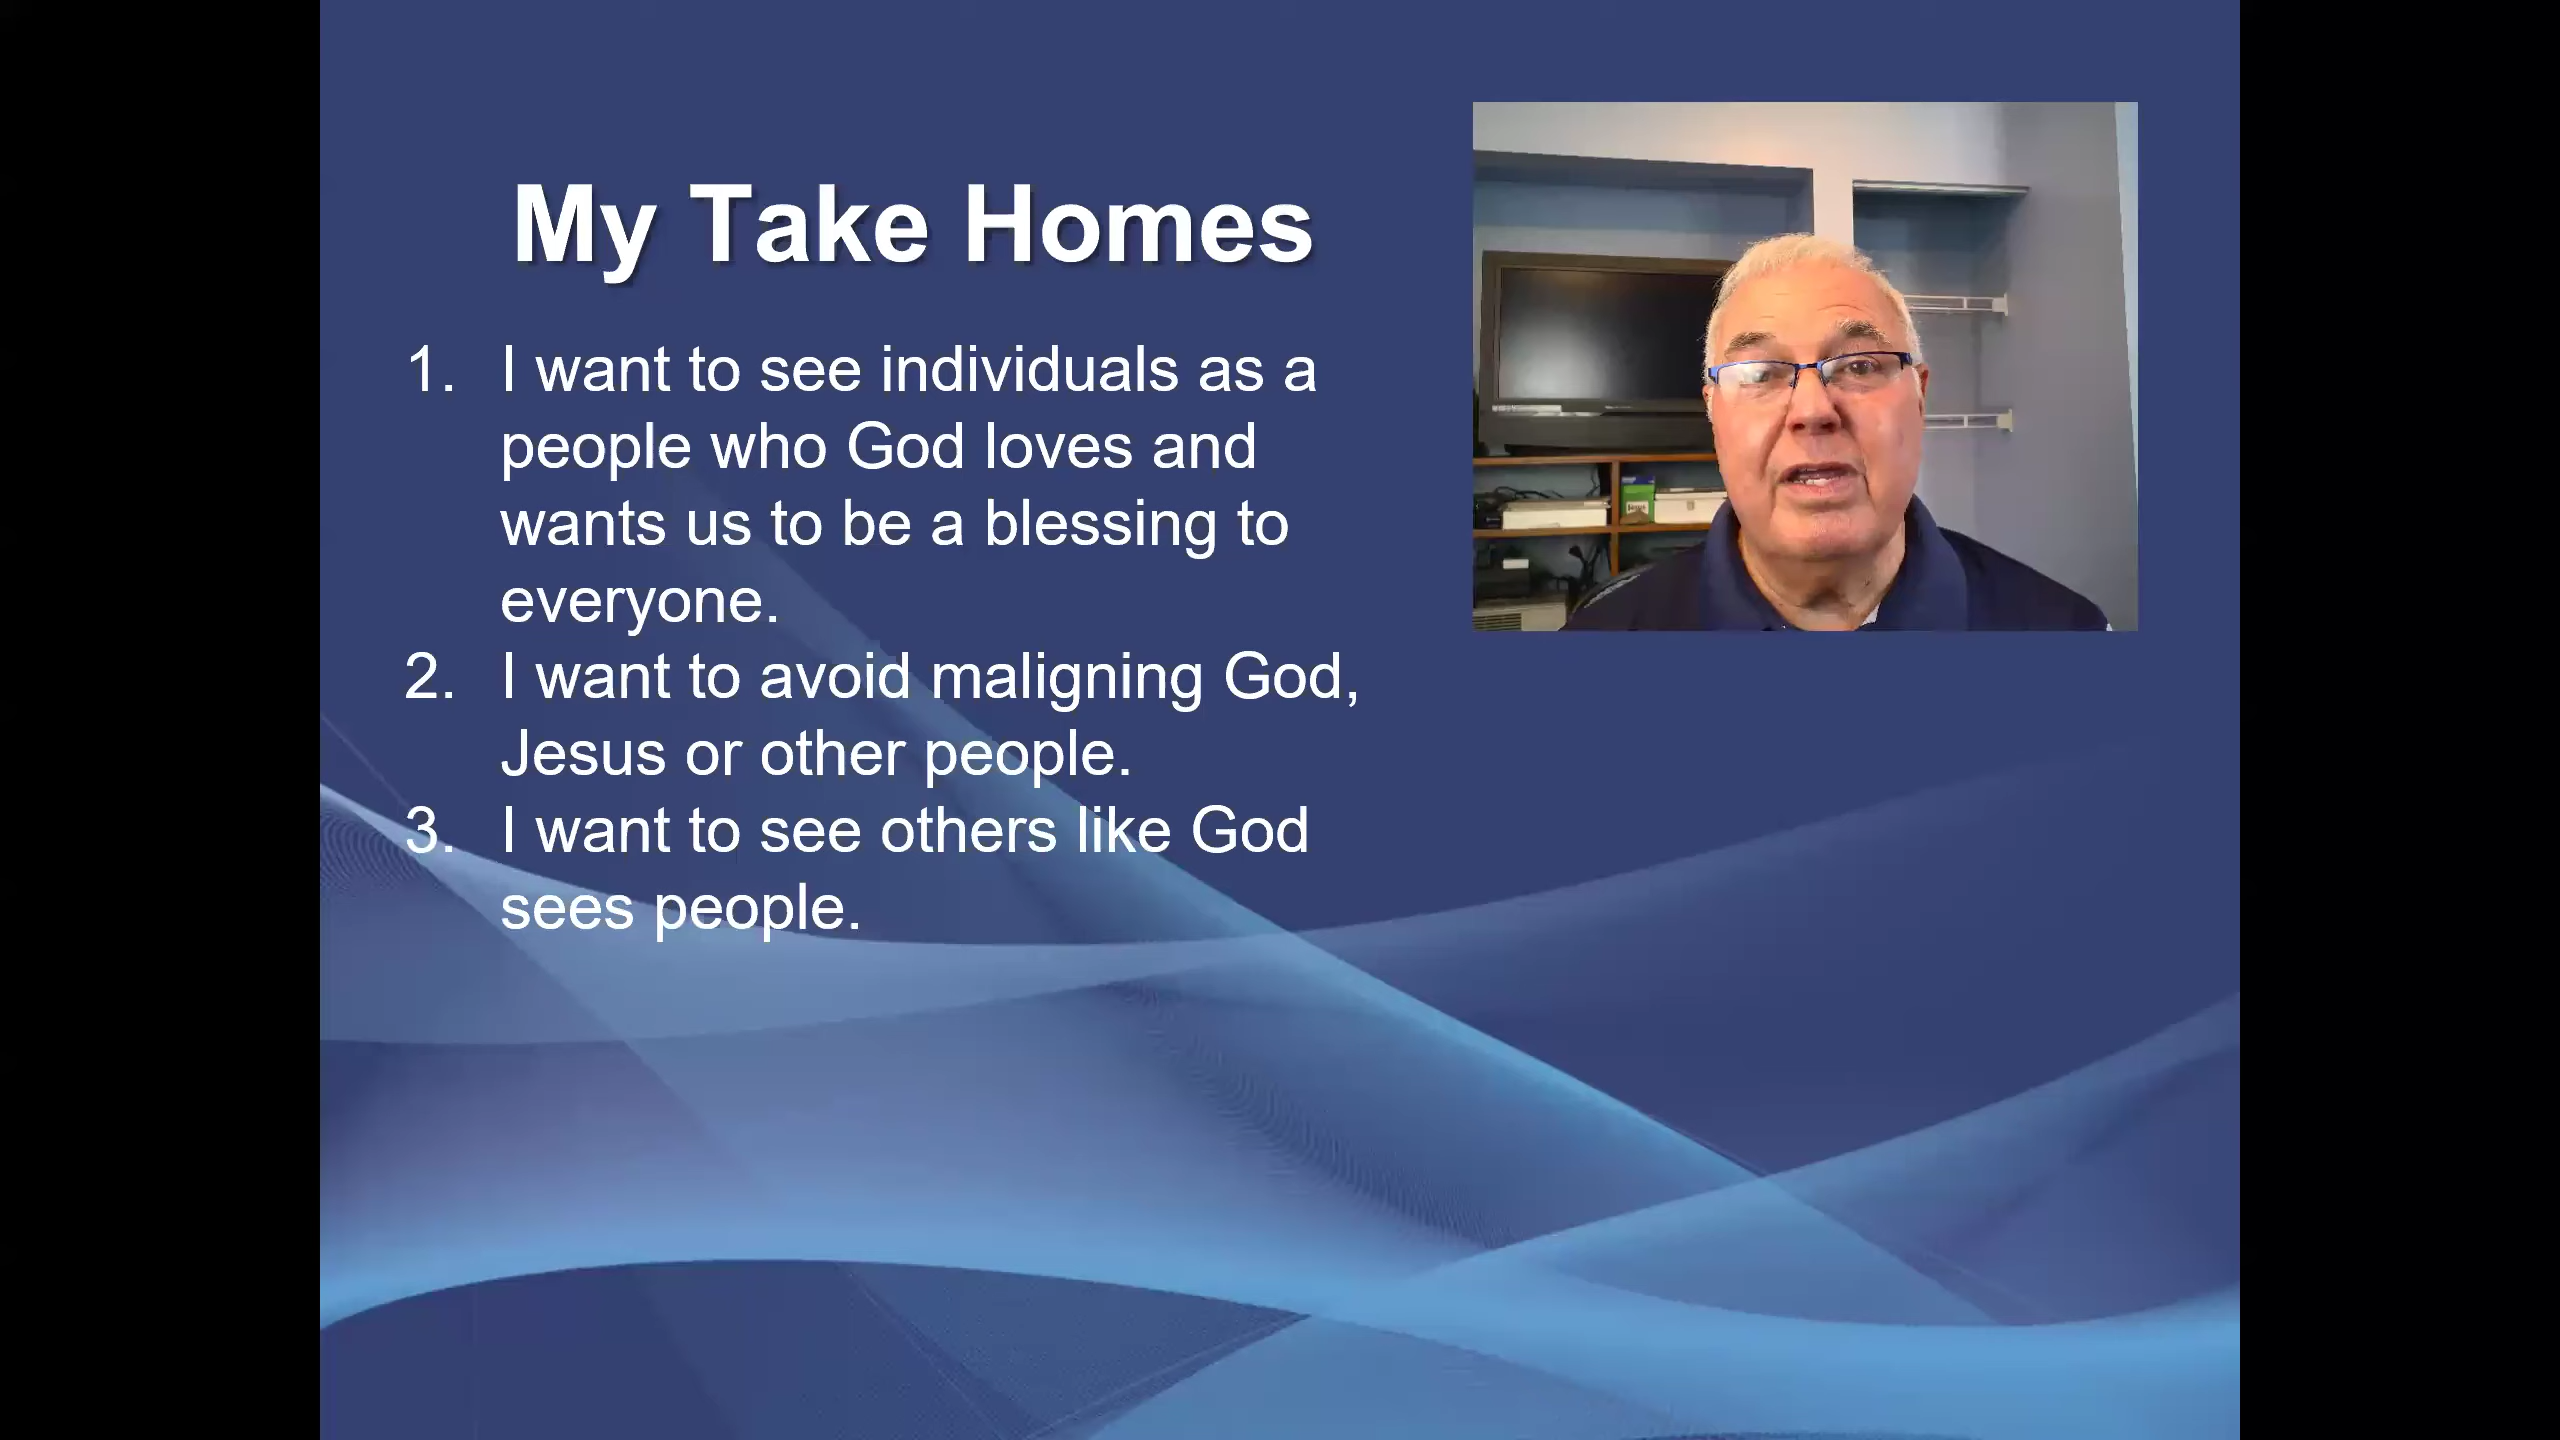 My Take Homes
1. I want to see individuals as a
people who God loves and
wants us to be a blessing to
everyone.
2. I want to avoid maligning God,
Jesus or other people.
3. I want to see others like God
sees people.